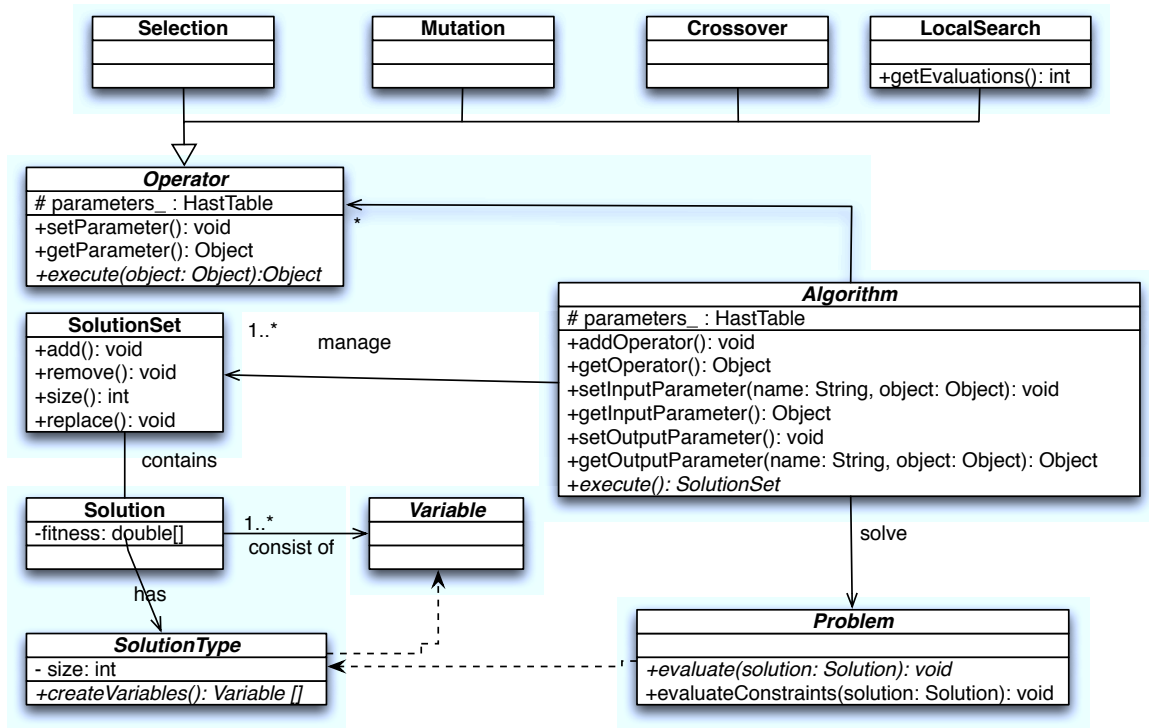 Selection
Mutation
Crossover
LocalSearch
+getEvaluations(): int
Operator
# parameters_ : HastTable
+setParameter(): void
+getParameter(): Object
+execute(object: Object):Object
*
Algorithm
# parameters_ : HastTable
+addOperator(): void
+getOperator(): Object
+setInputParameter(name: String, object: Object): void
+getInputParameter(): Object
+setOutputParameter(): void
+getOutputParameter(name: String, object: Object): Object
+execute(): SolutionSet
SolutionSet
+add(): void
+remove(): void
+size(): int
+replace(): void
1..*
manage
contains
Solution
-fitness: double[]
1..*
consist of
Variable
solve
has
SolutionType
- size: int
+createVariables(): Variable []
Problem
+evaluate(solution: Solution): void
+evaluateConstraints(solution: Solution): void